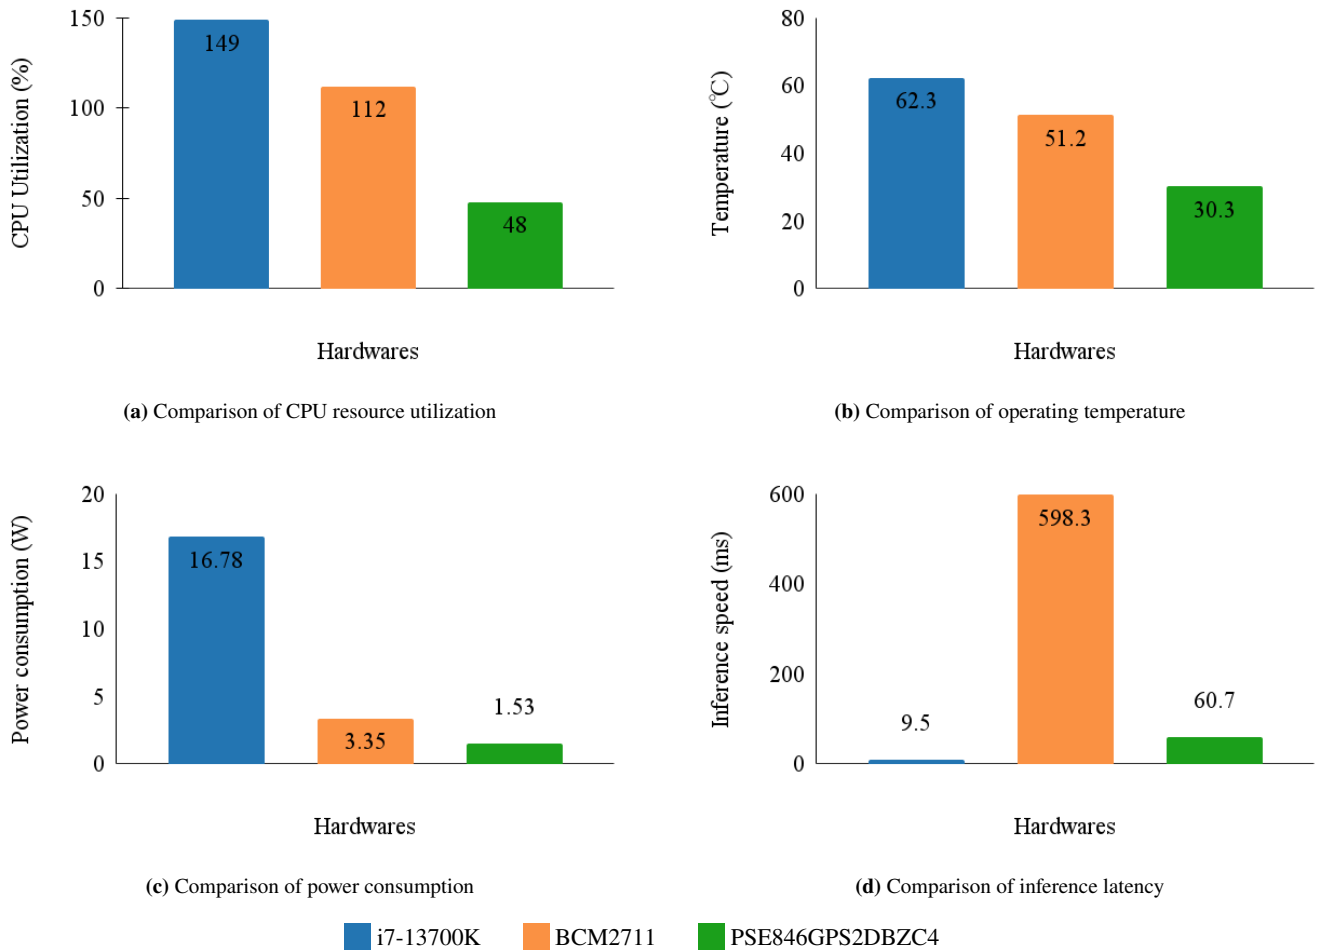 150
100
50
0
CPU Utilization (%)
149
112
48
Hardwares
(a) Comparison of CPU resource utilization
80
60
40
20
0
Temperature (℃)
62.3
51.2
30.3
Hardwares
(b) Comparison of operating temperature
20
15
10
5
0
Power consumption (W)
16.78
3.35
1.53
Hardwares
(c) Comparison of power consumption
600
400
200
0
Inference speed (ms)
9.5
598.3
60.7
Hardwares
(d) Comparison of inference latency
i7-13700K
BCM2711
PSE846GPS2DBZC4